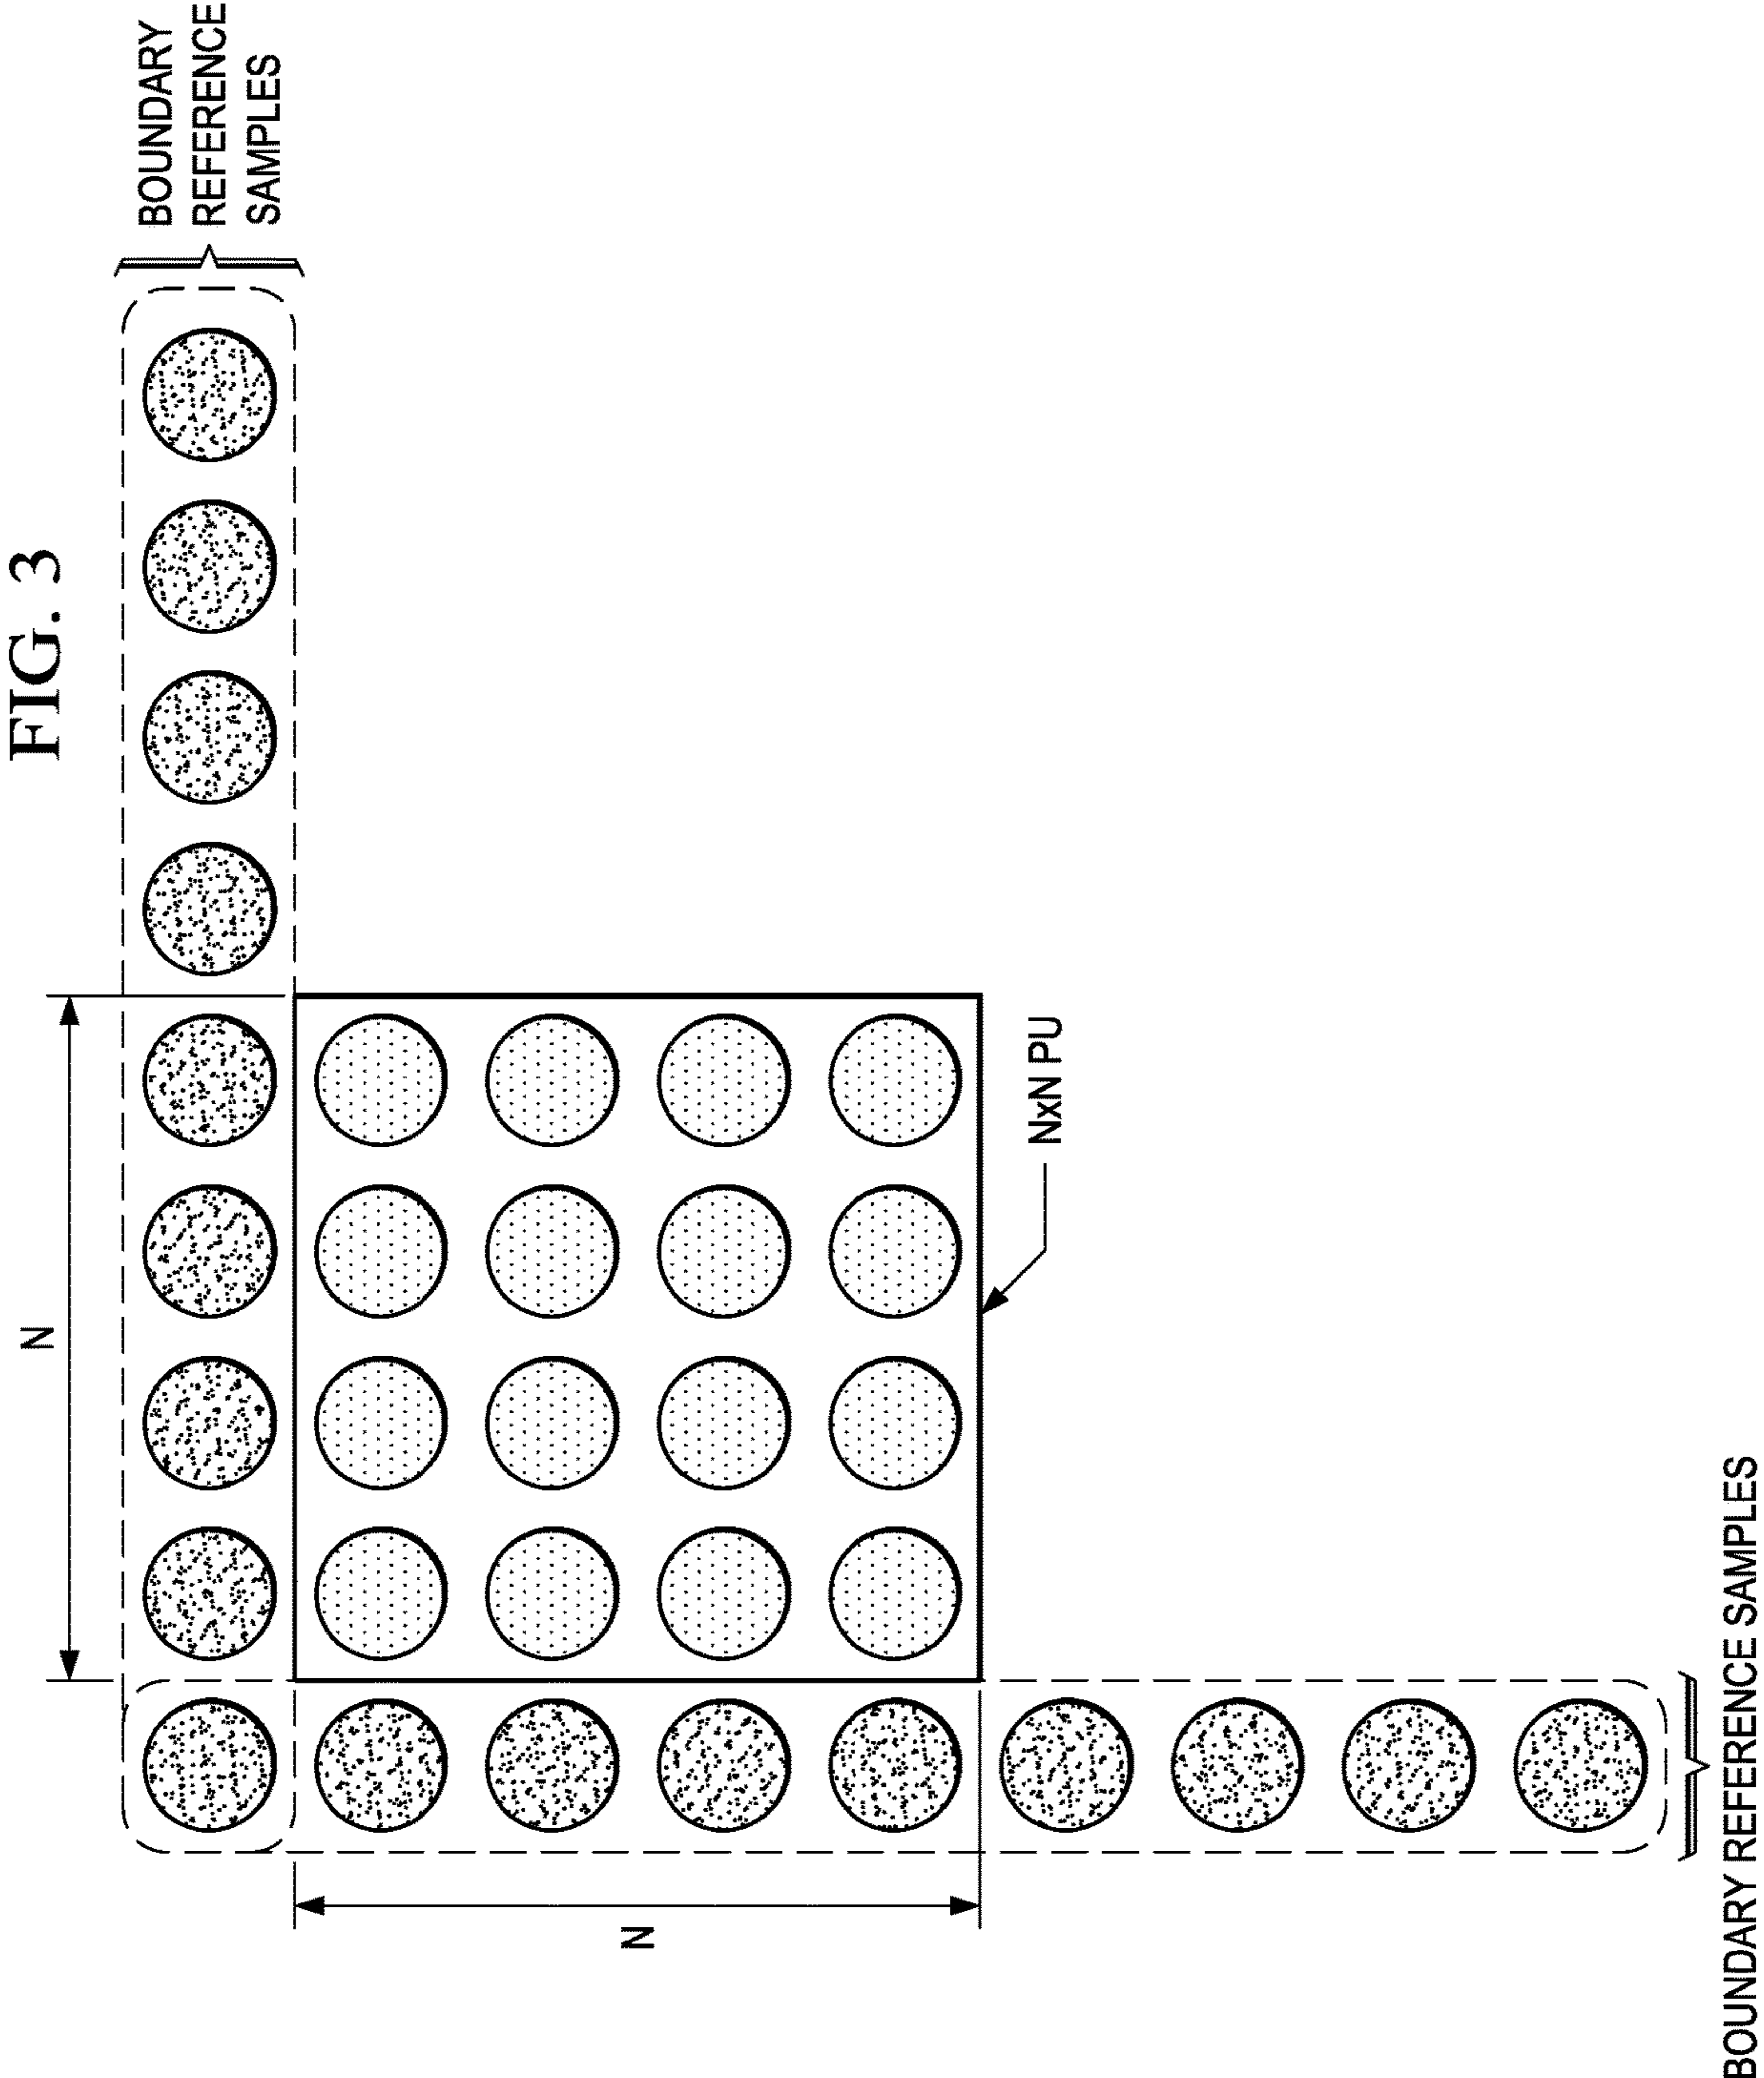 FIG. 3
BOUNDARY
REFERENCE
SAMPLES
N
N
NxN PU
BOUNDARY REFERENCE SAMPLES